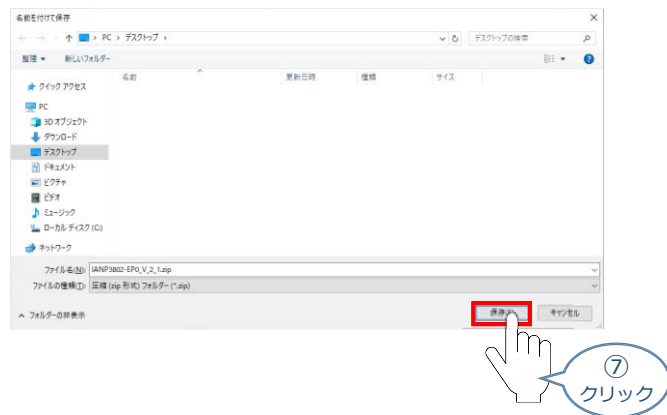 名前を付けて保存
PC › デスクトップ ›
デスクトップの検索
整理 新しいフォルダー
名前 更新日時 種類 サイズ
クイック アクセス
PC
3D オブジェクト
ダウンロード
デスクトップ
ドキュメント
ピクチャ
ビデオ
ミュージック
ローカル ディスク (C:)
ネットワーク
ファイル名(N): IANP3802-EP0_V_2_1.zip
ファイルの種類(T): 圧縮 (zip 形式) フォルダー (*.zip)
フォルダーの非表示
保存(S) キャンセル
⑦
クリック